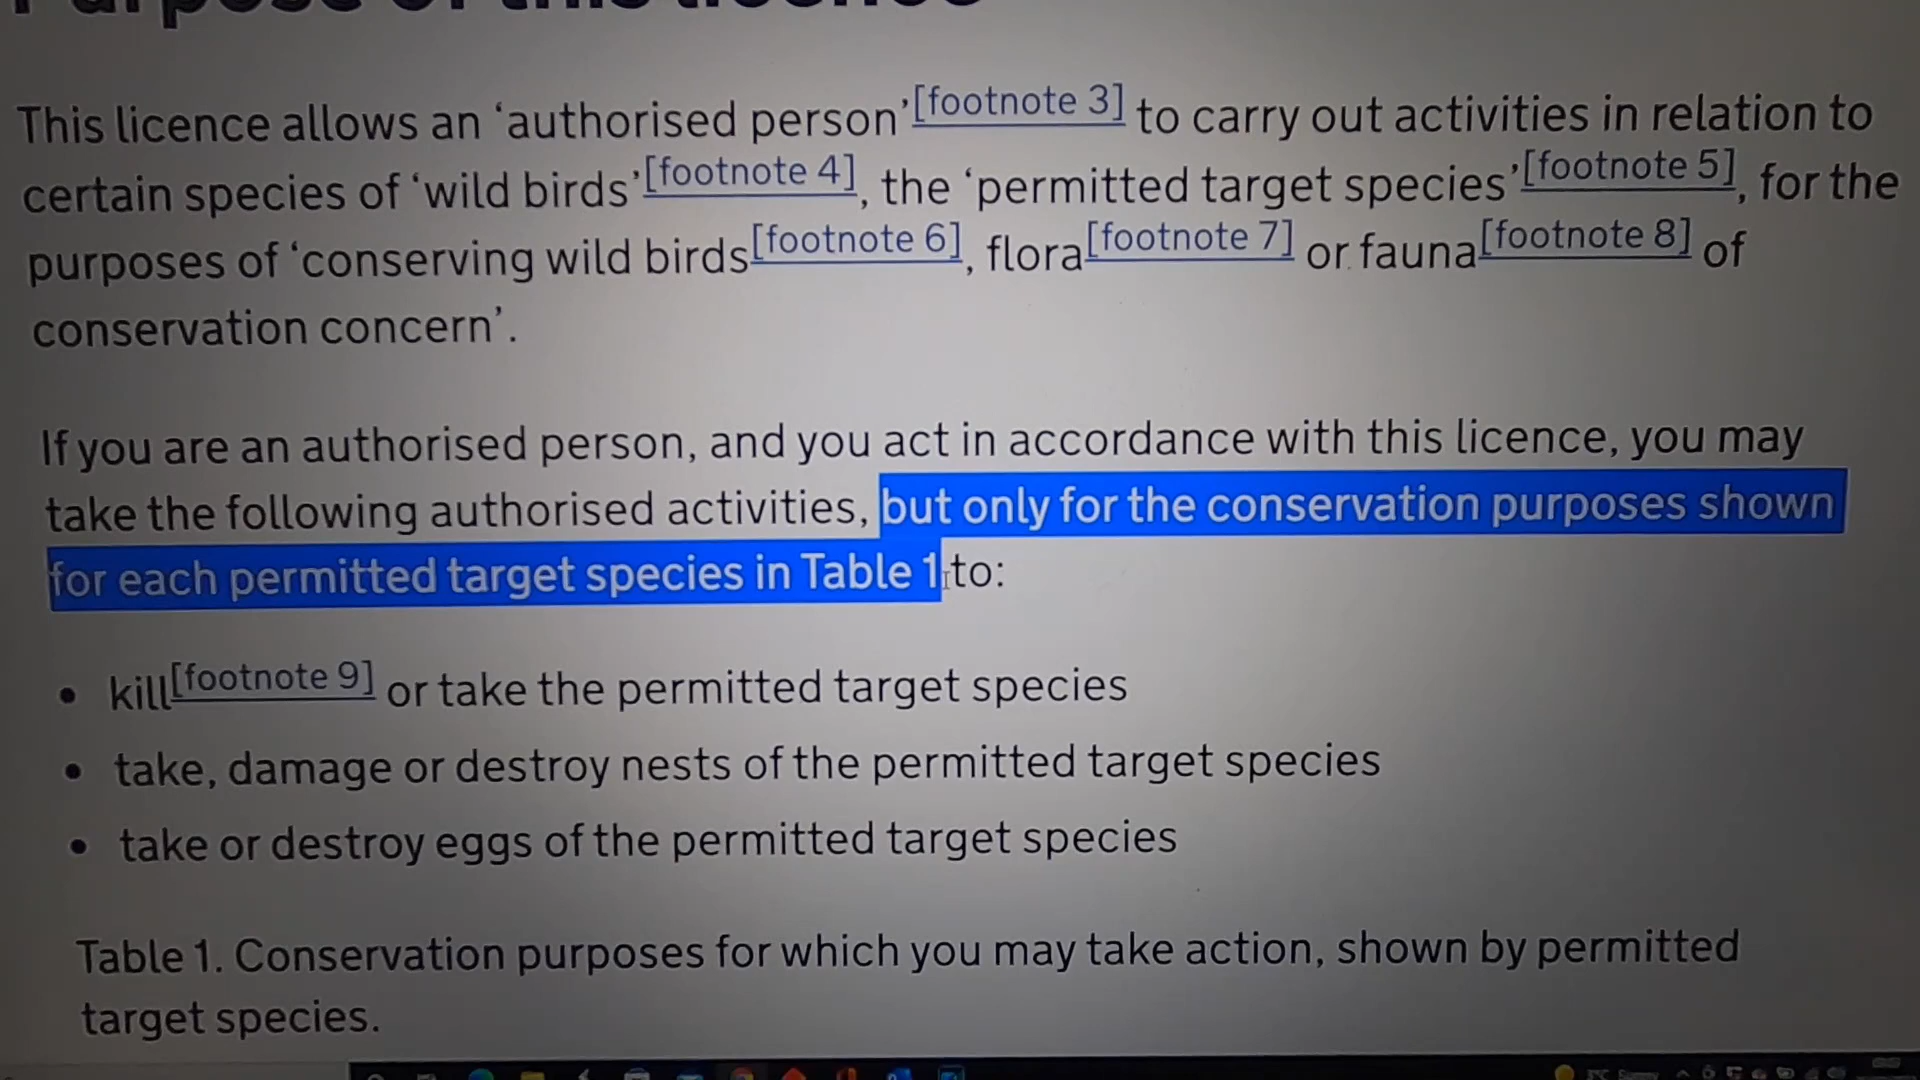 Purpose of this licence
This licence allows an ‘authorised person’[footnote 3] to carry out activities in relation to
certain species of ‘wild birds’[footnote 4], the ‘permitted target species’[footnote 5], for the
purposes of ‘conserving wild birds[footnote 6], flora[footnote 7] or fauna[footnote 8] of
conservation concern’.
If you are an authorised person, and you act in accordance with this licence, you may
take the following authorised activities, but only for the conservation purposes shown
for each permitted target species in Table 1 to:
• kill[footnote 9] or take the permitted target species
• take, damage or destroy nests of the permitted target species
• take or destroy eggs of the permitted target species
Table 1. Conservation purposes for which you may take action, shown by permitted
target species.